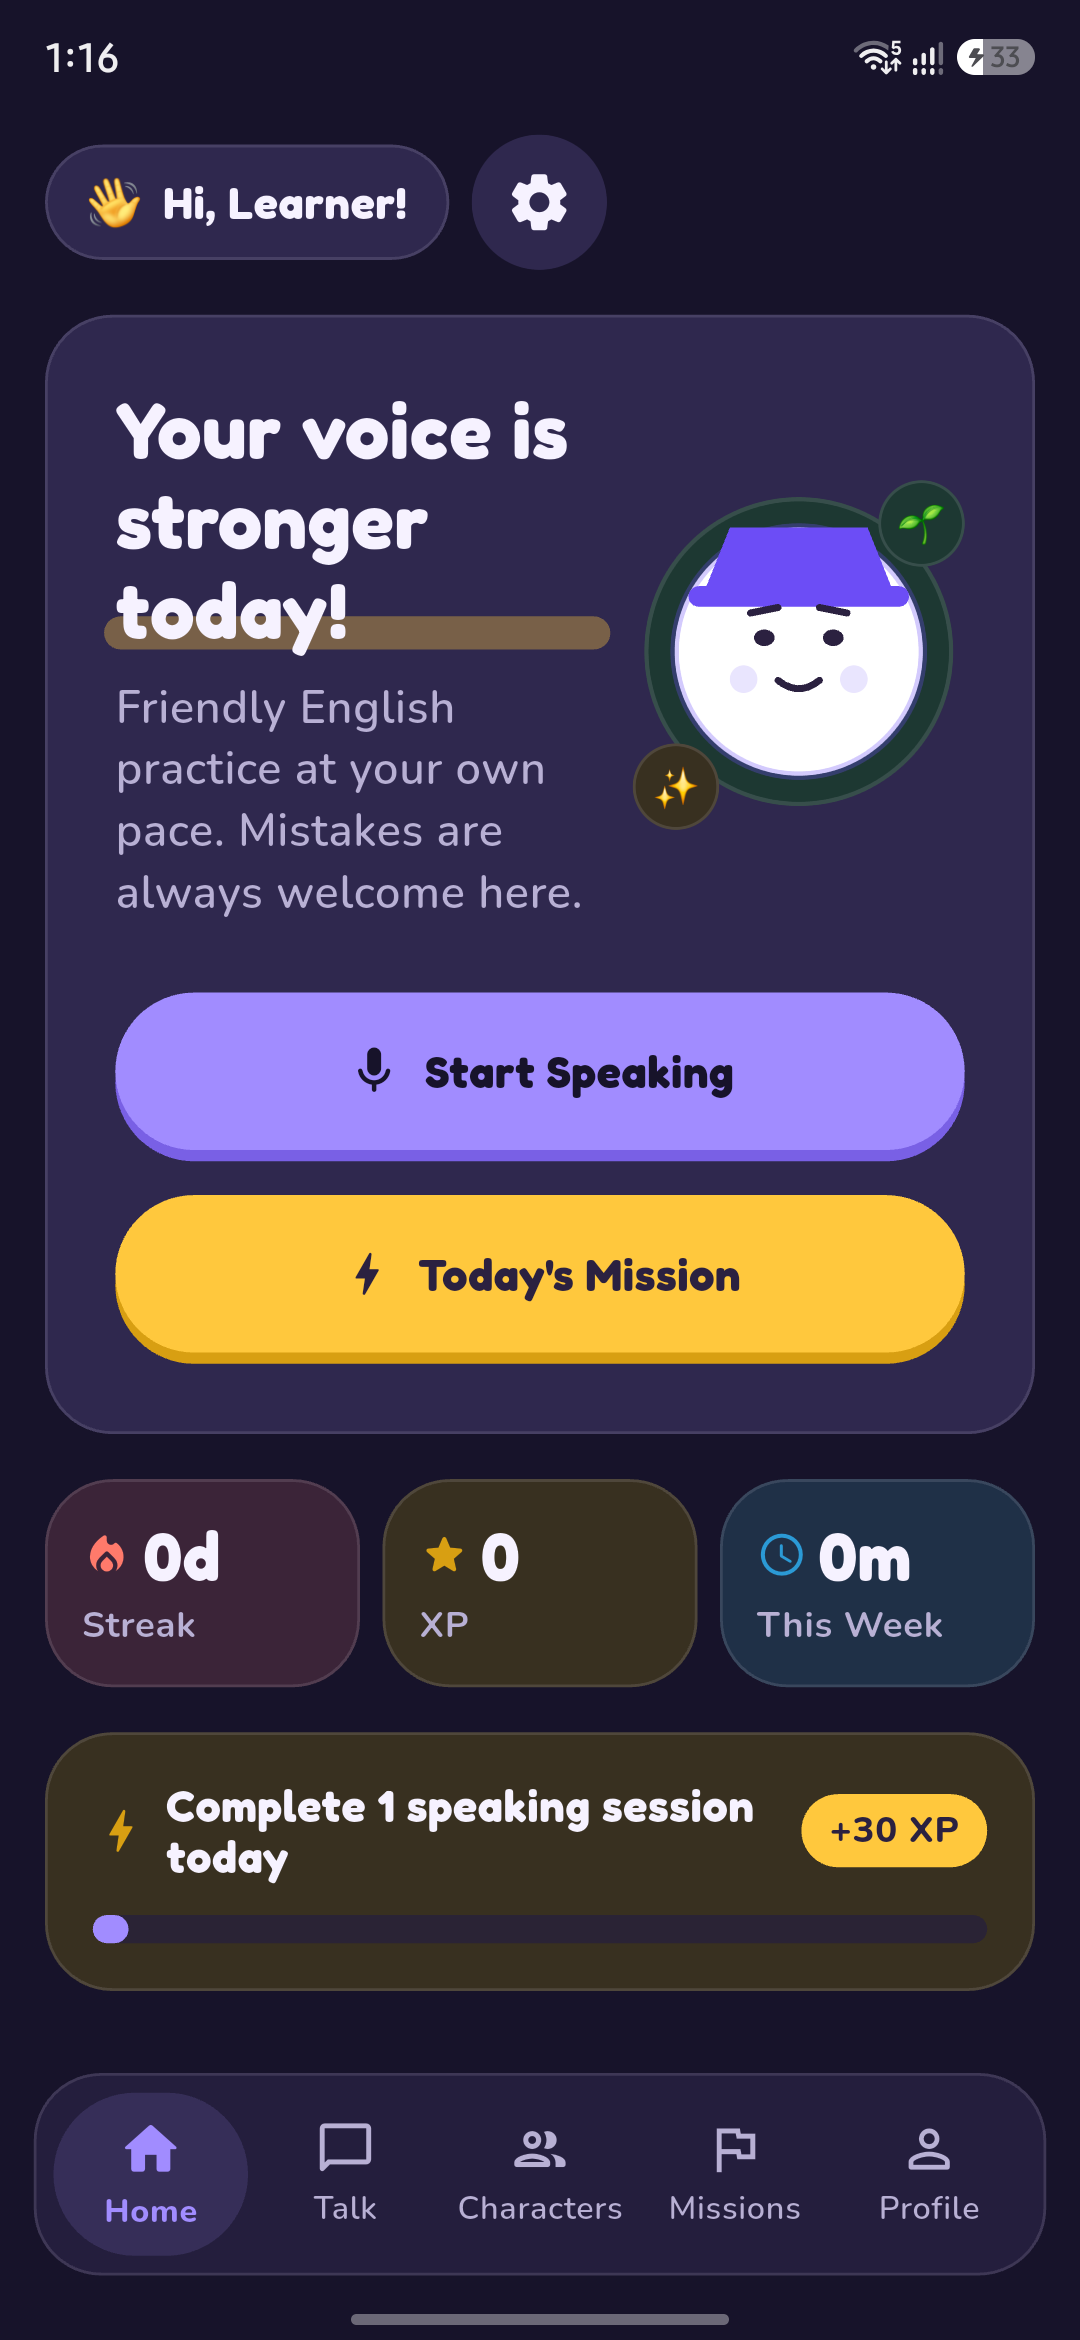 1:16
5
33
Hi, Learner!
Your voice is
stronger
today!
Friendly English
practice at your own
pace. Mistakes are
always welcome here.
Start Speaking
Today's Mission
0d
Streak
0
XP
0m
This Week
Complete 1 speaking session
today
+30 XP
Home
Talk
Characters
Missions
Profile